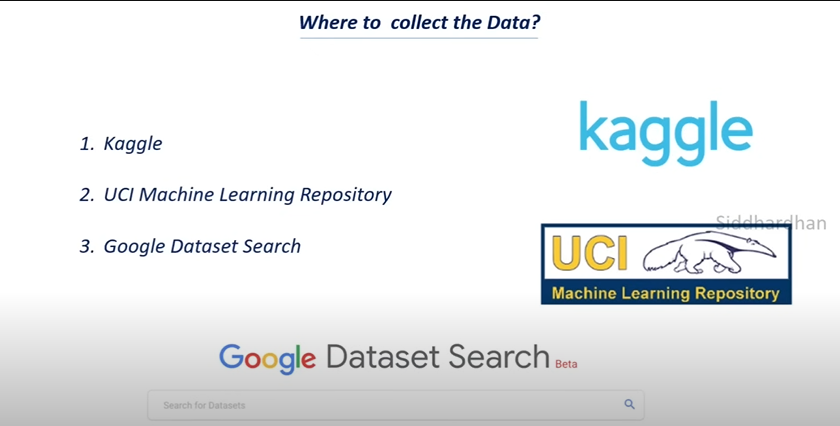 Where to collect the Data?
1. Kaggle
2. UCI Machine Learning Repository
3. Google Dataset Search
kaggle
Siddhardhan
UCI
Machine Learning Repository
Google Dataset Search Beta
Search for Datasets